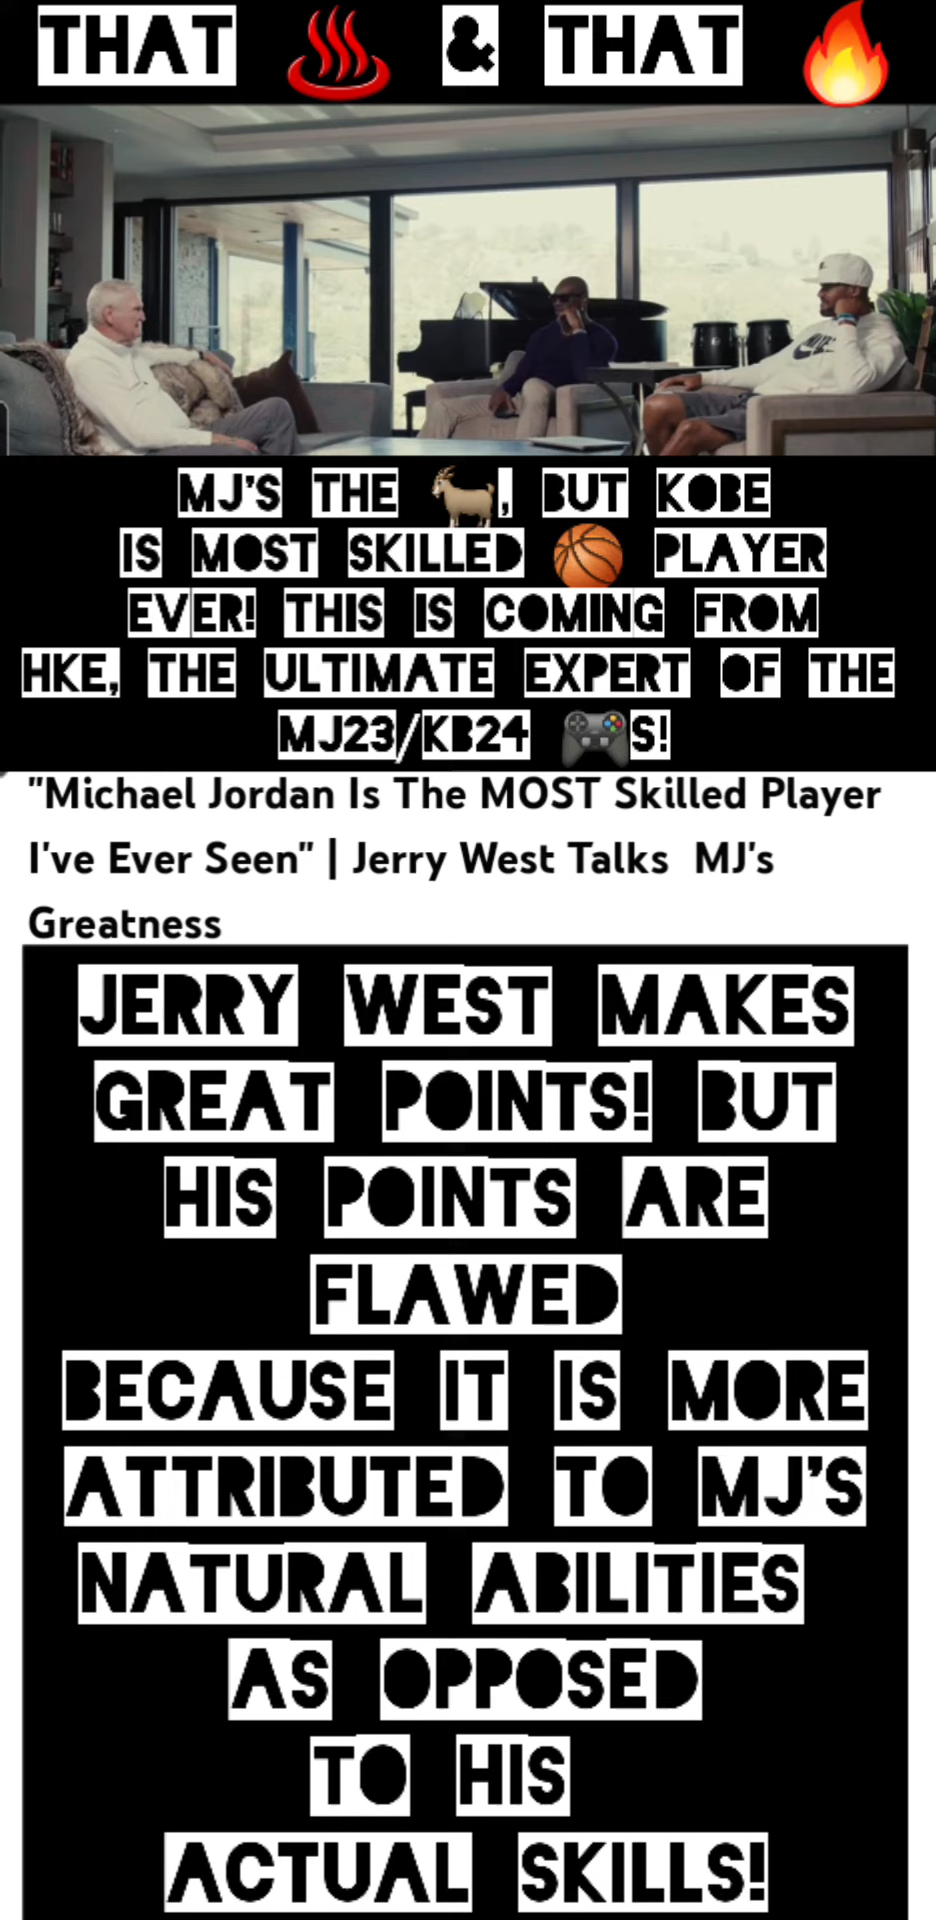 THAT ♨️ & THAT 🔥
MJ'S THE 🐐, BUT KOBE
IS MOST SKILLED 🏀 PLAYER
EVER! THIS IS COMING FROM
HKE, THE ULTIMATE EXPERT OF THE
MJ23/KB24 🎮S!
"Michael Jordan Is The MOST Skilled Player
I've Ever Seen" | Jerry West Talks MJ's
Greatness
JERRY WEST MAKES
GREAT POINTS! BUT
HIS POINTS ARE
FLAWED
BECAUSE IT IS MORE
ATTRIBUTED TO MJ'S
NATURAL ABILITIES
AS OPPOSED
TO HIS
ACTUAL SKILLS!